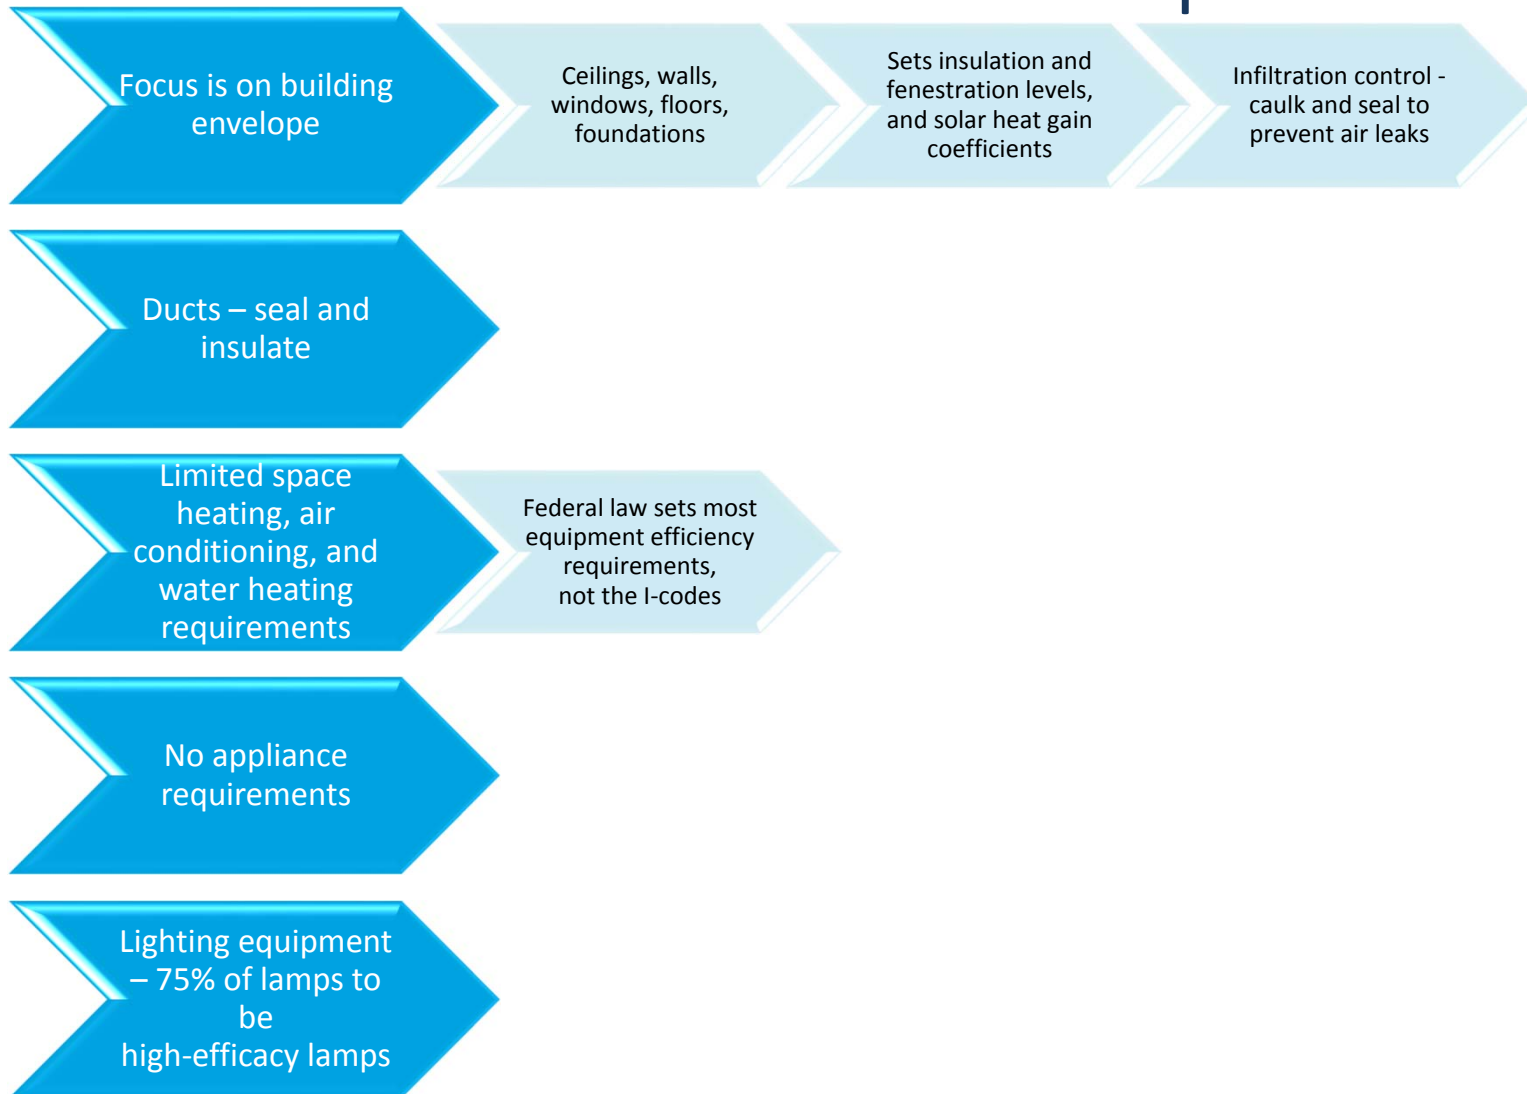 Focus is on building
envelope
Ceilings, walls,
windows, floors,
foundations
Sets insulation and
fenestration levels,
and solar heat gain
coefficients
Infiltration control -
caulk and seal to
prevent air leaks
Ducts – seal and
insulate
Limited space
heating, air
conditioning, and
water heating
requirements
Federal law sets most
equipment efficiency
requirements,
not the I-codes
No appliance
requirements
Lighting equipment
– 75% of lamps to
be
high-efficacy lamps